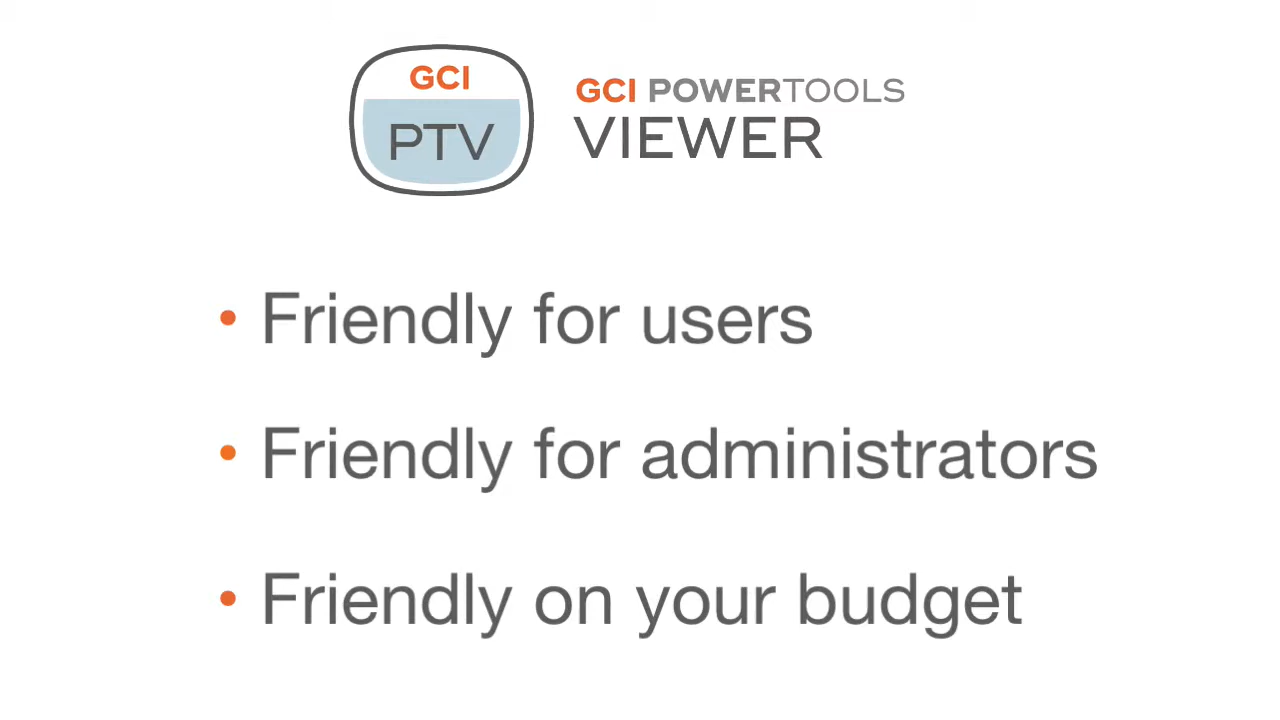 GCI
PTV
GCI POWERTOOLS
VIEWER
• Friendly for users
• Friendly for administrators
• Friendly on your budget